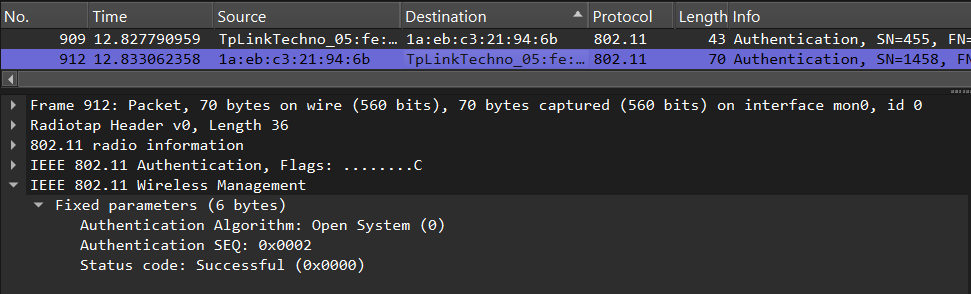 No. Time Source Destination Protocol Length Info
909 12.827790959 TpLinkTechno_05:fe:… 1a:eb:c3:21:94:6b 802.11 43 Authentication, SN=455, F
912 12.833062358 1a:eb:c3:21:94:6b TpLinkTechno_05:fe:… 802.11 70 Authentication, SN=1458, FN=
Frame 912: Packet, 70 bytes on wire (560 bits), 70 bytes captured (560 bits) on interface mon0, id 0
Radiotap Header v0, Length 36
802.11 radio information
IEEE 802.11 Authentication, Flags: ........C
IEEE 802.11 Wireless Management
Fixed parameters (6 bytes)
Authentication Algorithm: Open System (0)
Authentication SEQ: 0x0002
Status code: Successful (0x0000)